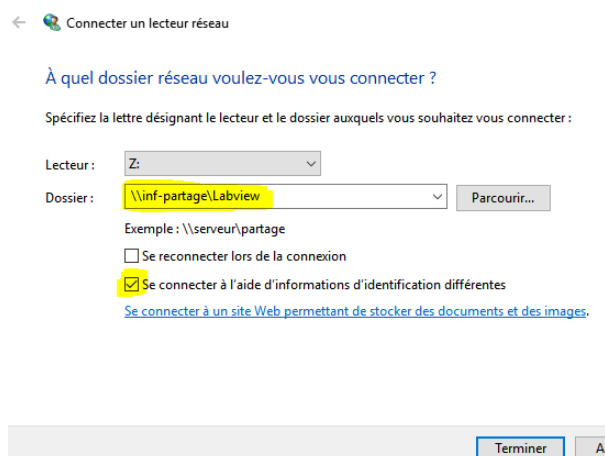 Connecter un lecteur réseau
À quel dossier réseau voulez-vous vous connecter ?
Spécifiez la lettre désignant le lecteur et le dossier auxquels vous souhaitez vous connecter :
Lecteur : Z:
Dossier : \\inf-partage\Labview Parcourir...
Exemple : \\serveur\partage
Se reconnecter lors de la connexion
Se connecter à l'aide d'informations d'identification différentes
Se connecter à un site Web permettant de stocker des documents et des images.
Terminer